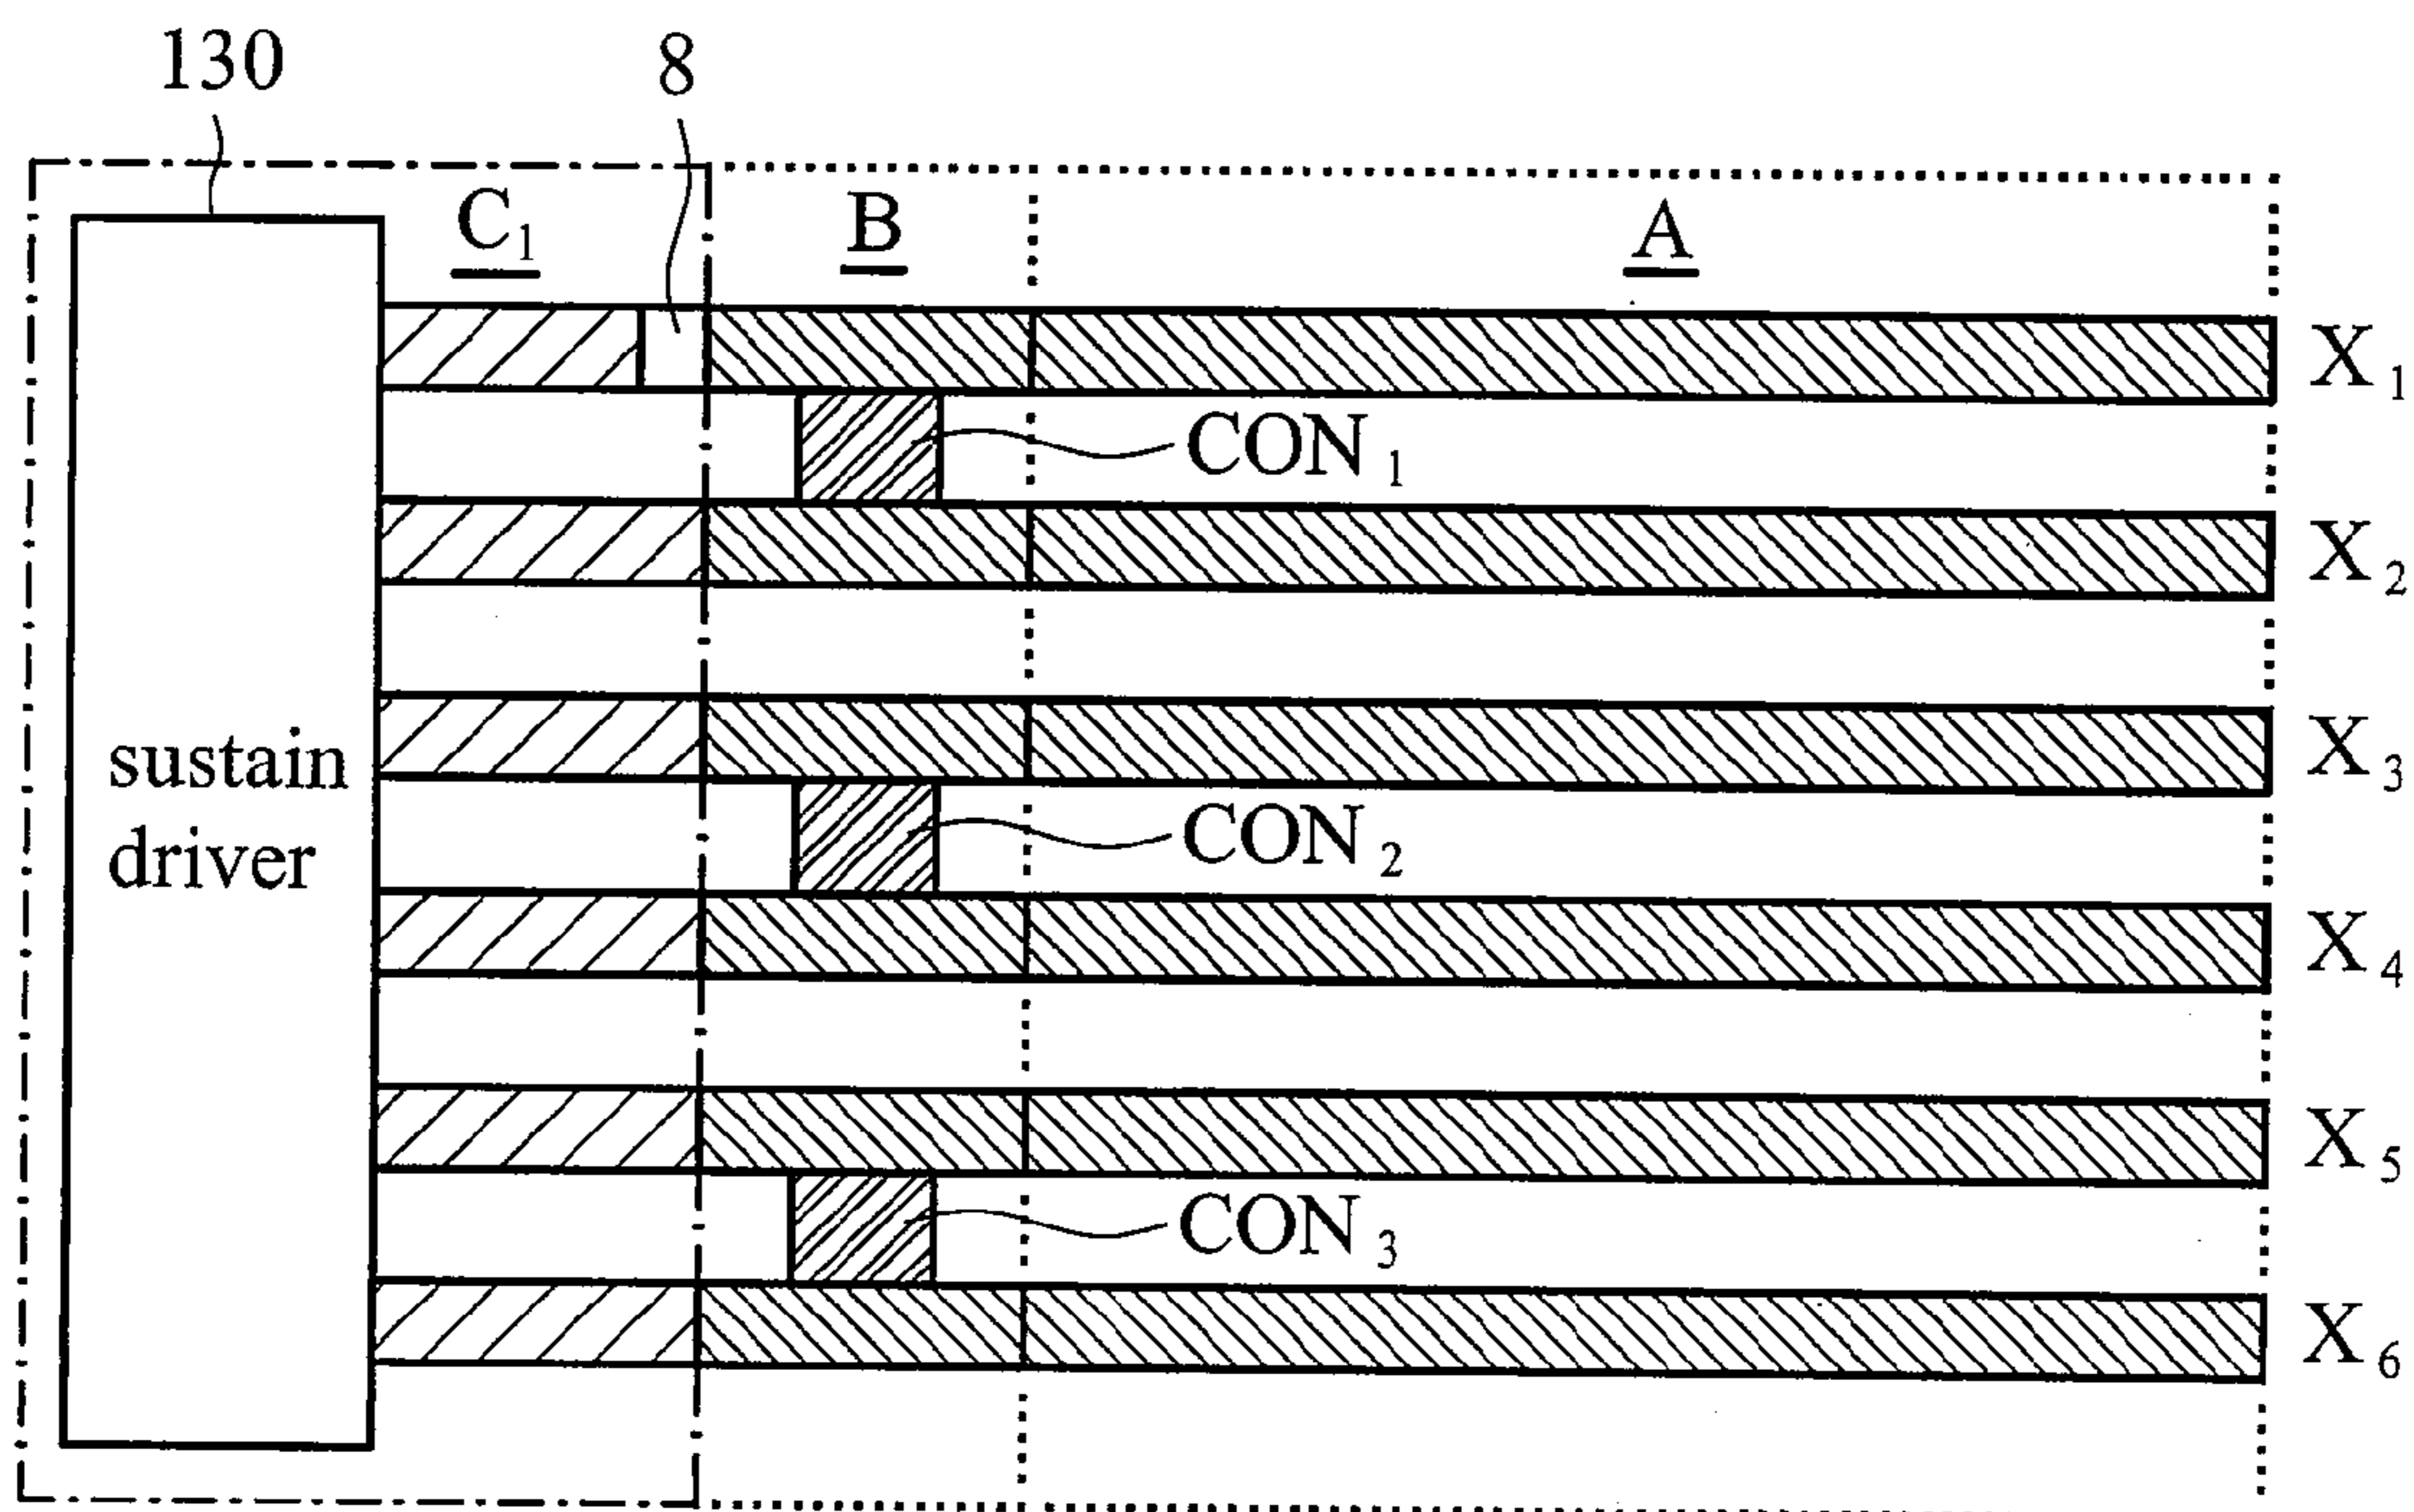 130
8
C₁
B
A
X₁
CON₁
X₂
X₃
sustain
driver
CON₂
X₄
X₅
CON₃
X₆